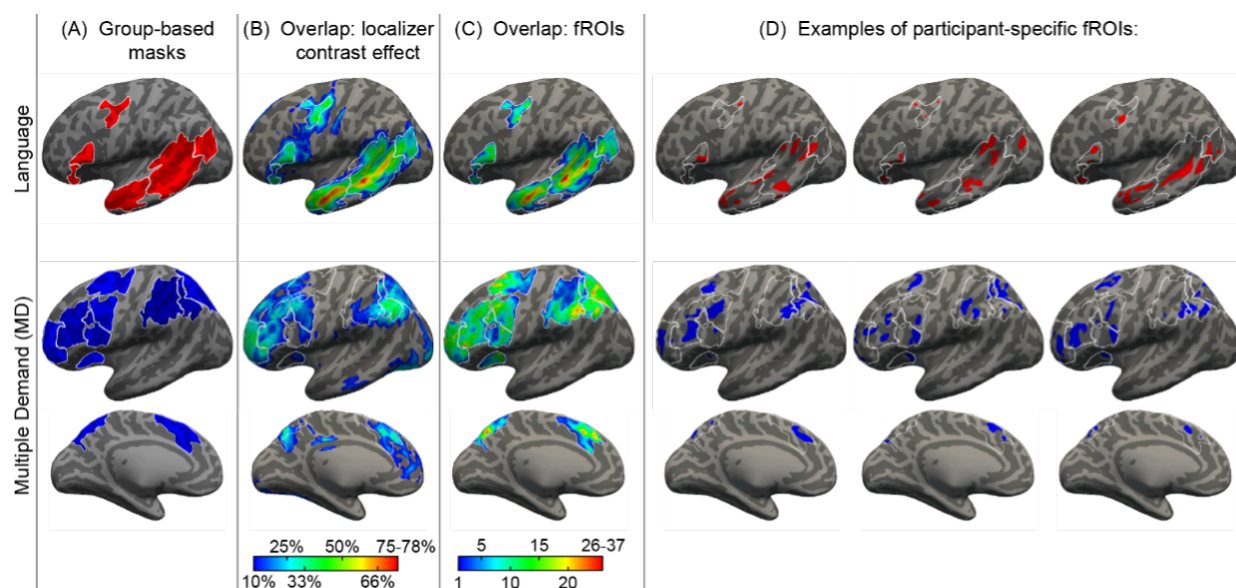 (A) Group-based masks
(B) Overlap: localizer contrast effect
(C) Overlap: fROIs
(D) Examples of participant-specific fROIs:
Language
Multiple Demand (MD)
25% 50% 75-78%
10% 33% 66%
5 15 26-37
1 10 20